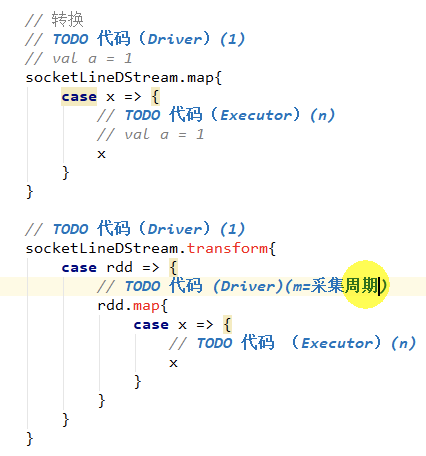 // 转换
// TODO 代码（Driver）(1)
// val a = 1
socketLineDStream.map{
    case x => {
        // TODO 代码（Executor）(n)
        // val a = 1
        x
    }
}
// TODO 代码（Driver）(1)
socketLineDStream.transform{
    case rdd => {
        // TODO 代码 (Driver)(m=采集周期)
        rdd.map{
            case x => {
                // TODO 代码 （Executor）(n)
                x
            }
        }
    }
}